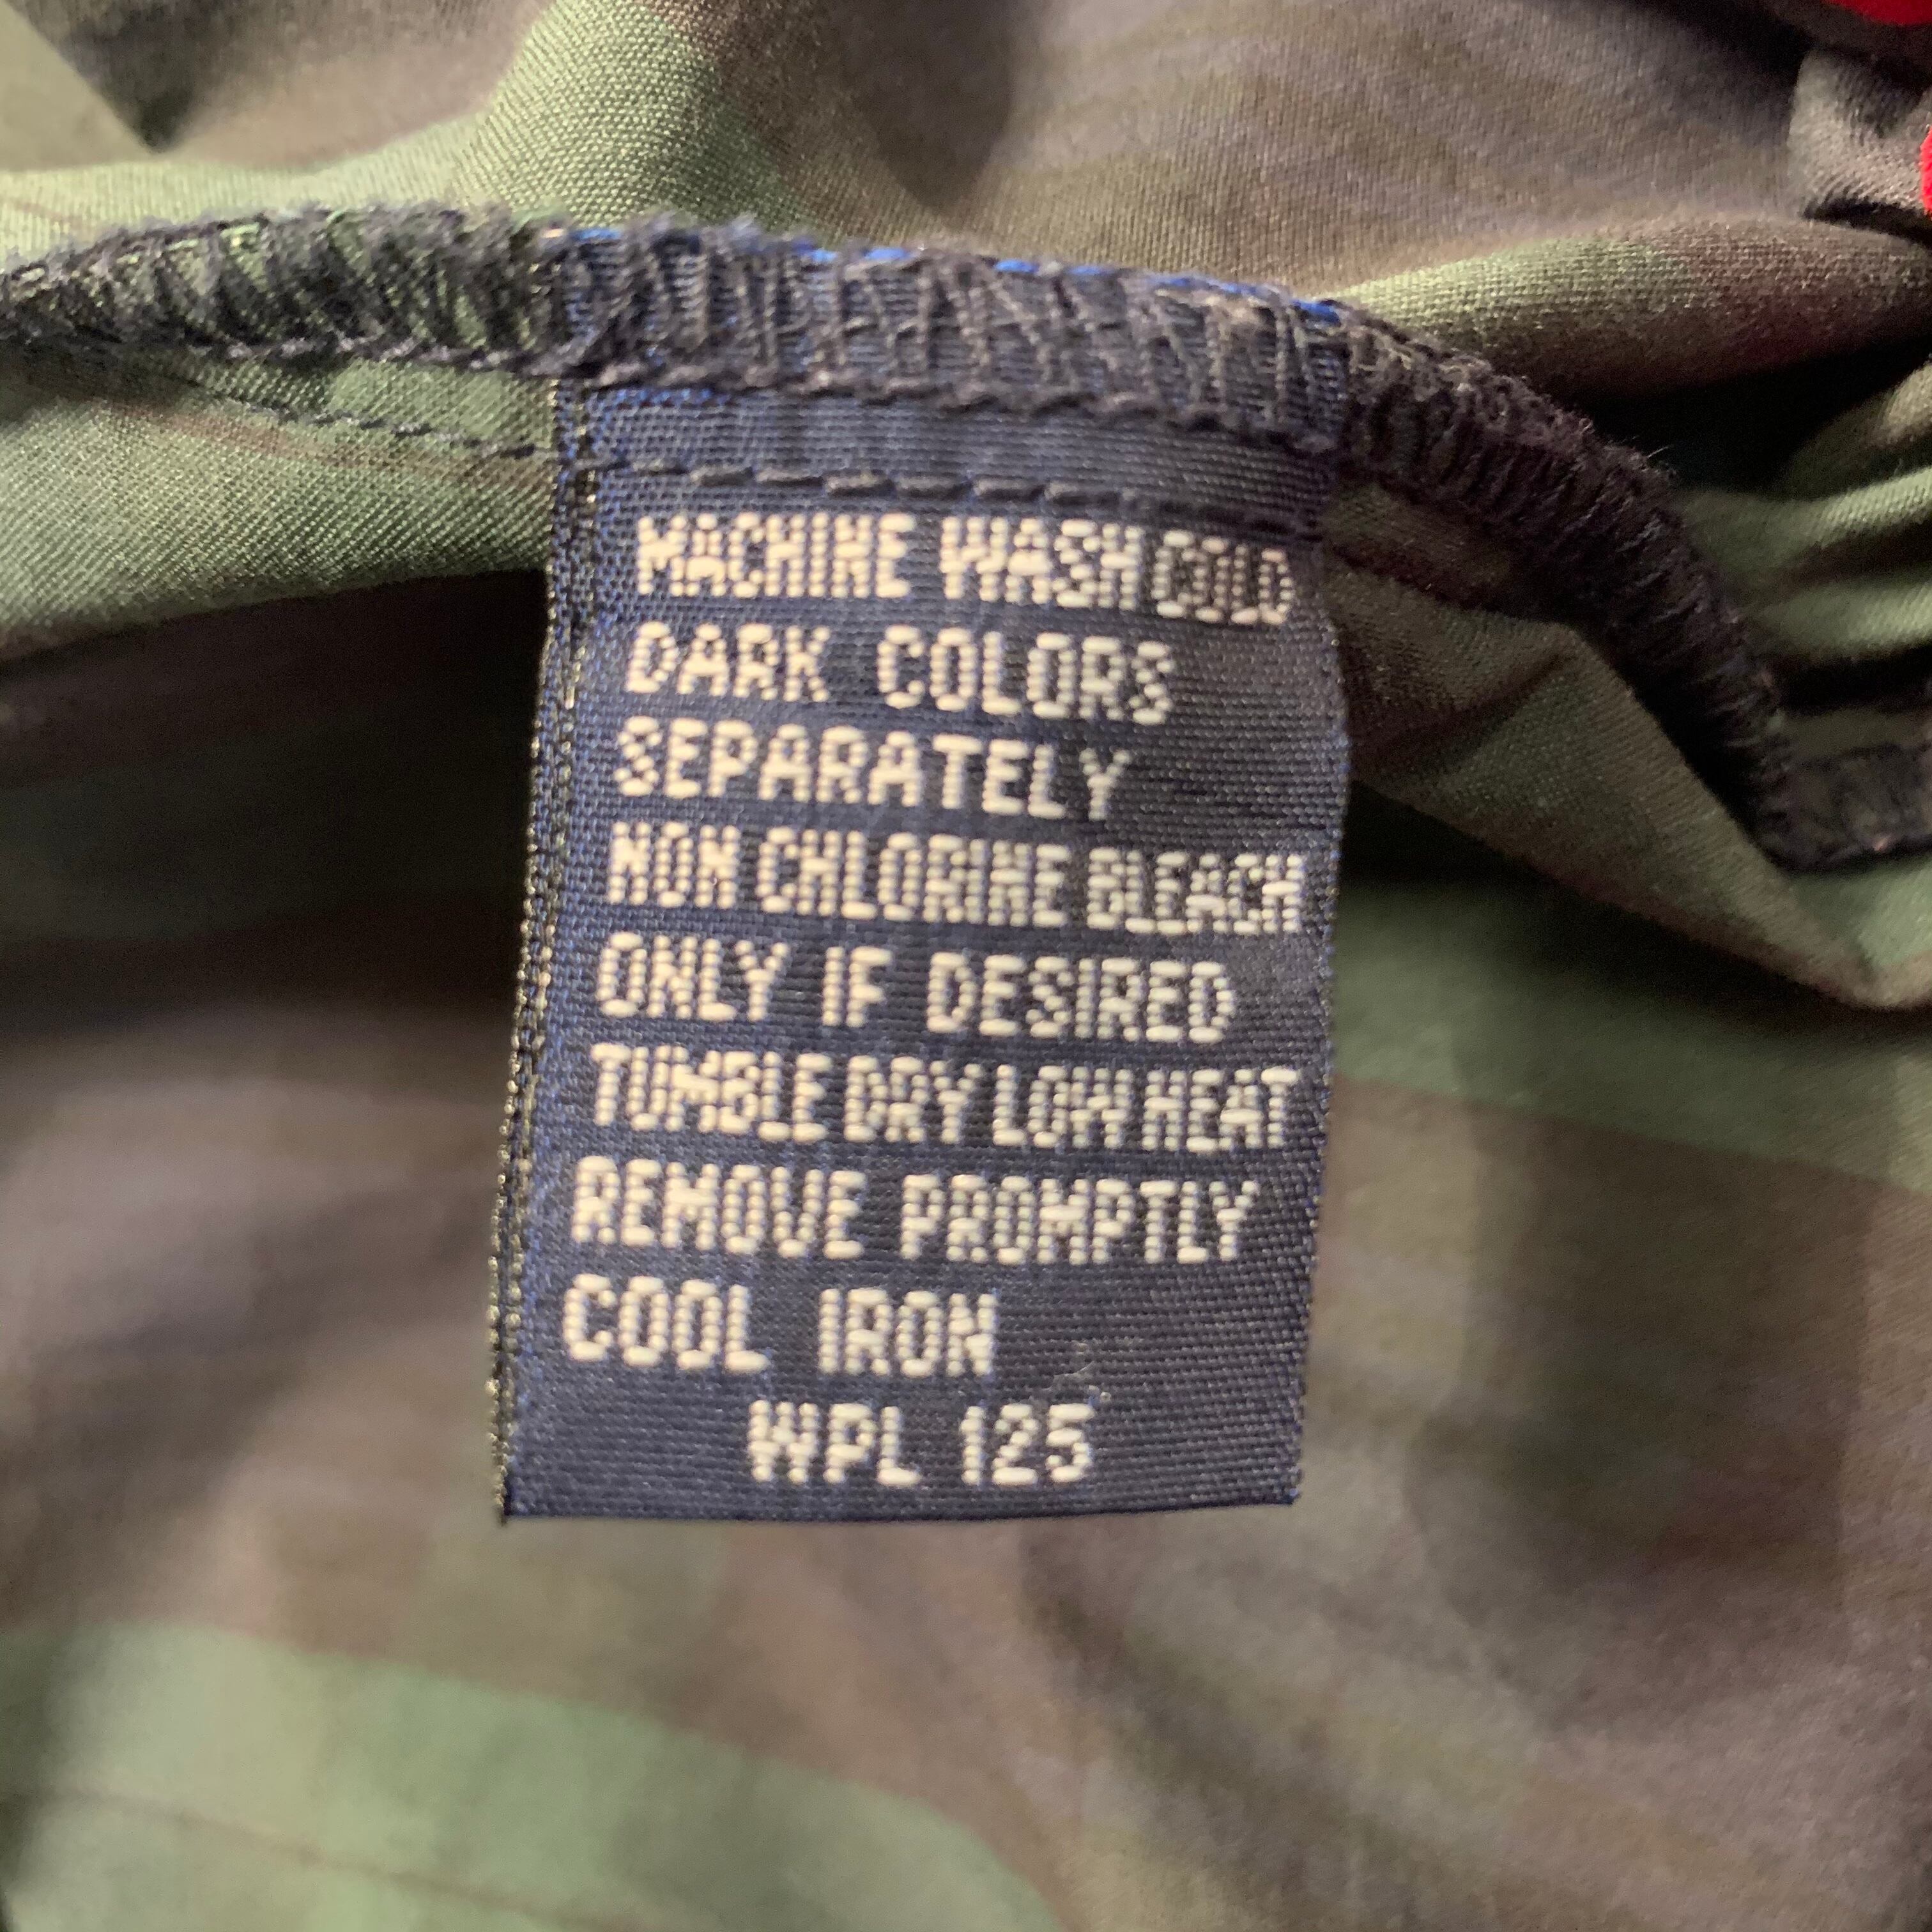 MACHINE WASH COLD
DARK COLORS
SEPARATELY
NON CHLORINE BLEACH
ONLY IF DESIRED
TUMBLE DRY LOW HEAT
REMOVE PROMPTLY
COOL IRON
WPL 125